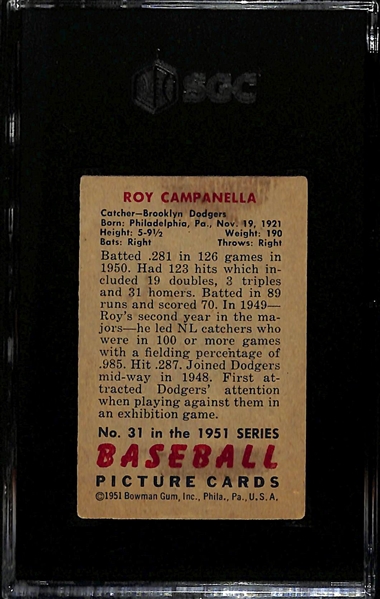 SGC
ROY CAMPANELLA
Catcher—Brooklyn Dodgers
Born: Philadelphia, Pa., Nov. 19, 1921
Height: 5-9½ Weight: 190
Bats: Right Throws: Right
Batted .281 in 126 games in
1950. Had 123 hits which in-
cluded 19 doubles, 3 triples
and 31 homers. Batted in 89
runs and scored 70. In 1949—
Roy's second year in the ma-
jors—he led NL catchers who
were in 100 or more games
with a fielding percentage of
.985. Hit .287. Joined Dodgers
mid-way in 1948. First at-
tracted Dodgers' attention
when playing against them in
an exhibition game.
No. 31 in the 1951 SERIES
BASEBALL
PICTURE CARDS
©1951 Bowman Gum, Inc., Phila., Pa., U.S.A.